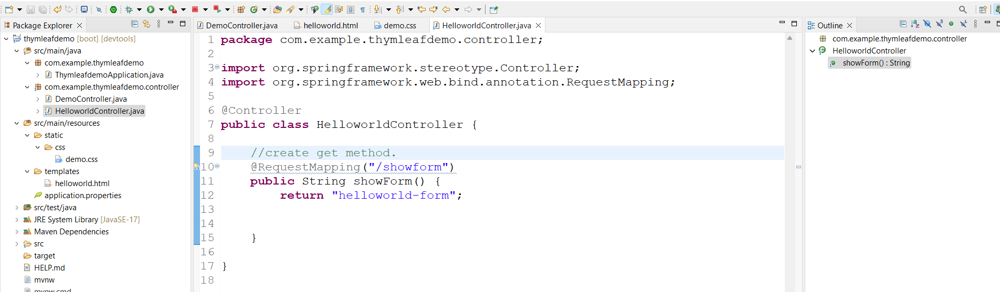 Package Explorer
thymleafdemo [boot] [devtools]
src/main/java
com.example.thymleafdemo
ThymleafdemoApplication.java
com.example.thymleafdemo.controller
DemoController.java
HelloworldController.java
src/main/resources
static
css
demo.css
templates
helloworld.html
application.properties
src/test/java
JRE System Library [JavaSE-17]
Maven Dependencies
src
target
HELP.md
mvnw
mvnw.cmd
DemoController.java helloworld.html demo.css HelloworldController.java
1 package com.example.thymleafdemo.controller;
2
3 import org.springframework.stereotype.Controller;
4 import org.springframework.web.bind.annotation.RequestMapping;
5
6 @Controller
7 public class HelloworldController {
8
9 //create get method.
10 @RequestMapping("/showform")
11 public String showForm() {
12 return "helloworld-form";
13
14
15 }
16
17 }
18
Outline
com.example.thymleafdemo.controller
HelloworldController
showForm() : String